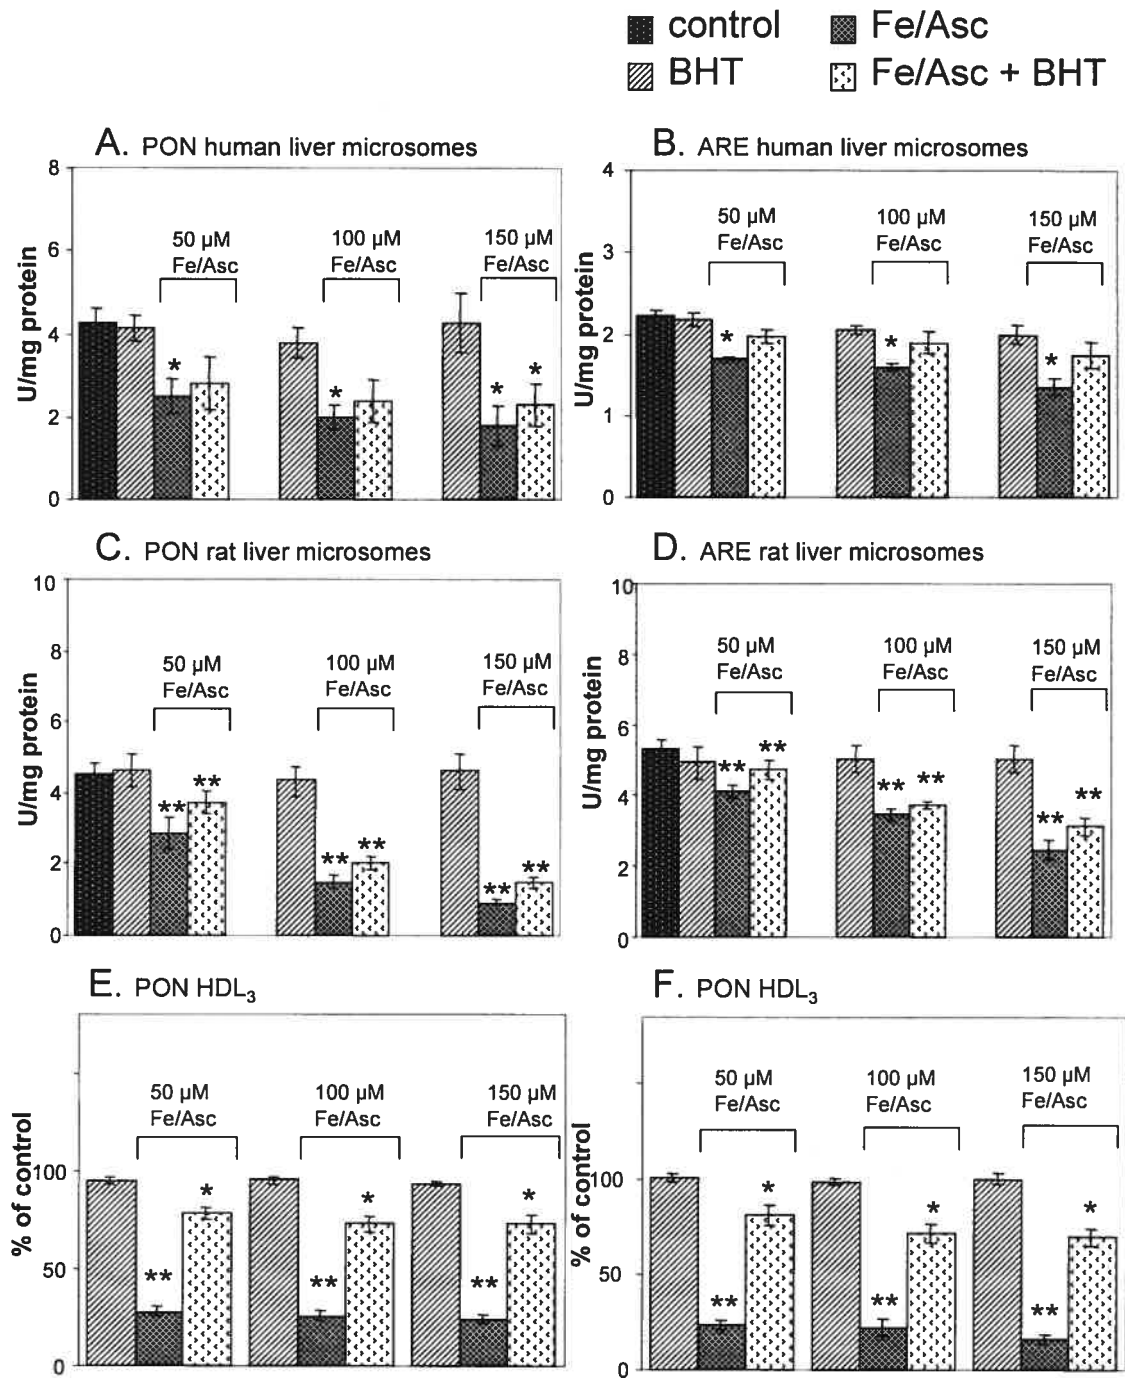 control Fe/Asc
BHT Fe/Asc + BHT
A. PON human liver microsomes
8
6
4
2
0
U/mg protein
50 µM
Fe/Asc
100 µM
Fe/Asc
150 µM
Fe/Asc
*
*
*
*
B. ARE human liver microsomes
4
3
2
1
0
U/mg protein
50 µM
Fe/Asc
100 µM
Fe/Asc
150 µM
Fe/Asc
*
*
*
C. PON rat liver microsomes
10
8
6
4
2
0
U/mg protein
50 µM
Fe/Asc
100 µM
Fe/Asc
150 µM
Fe/Asc
**
**
**
**
**
**
D. ARE rat liver microsomes
10
8
6
4
2
0
U/mg protein
50 µM
Fe/Asc
100 µM
Fe/Asc
150 µM
Fe/Asc
**
**
**
**
**
**
E. PON HDL3
100
50
0
% of control
50 µM
Fe/Asc
100 µM
Fe/Asc
150 µM
Fe/Asc
**
*
**
*
**
*
F. PON HDL3
100
50
0
% of control
50 µM
Fe/Asc
100 µM
Fe/Asc
150 µM
Fe/Asc
**
*
**
*
**
*